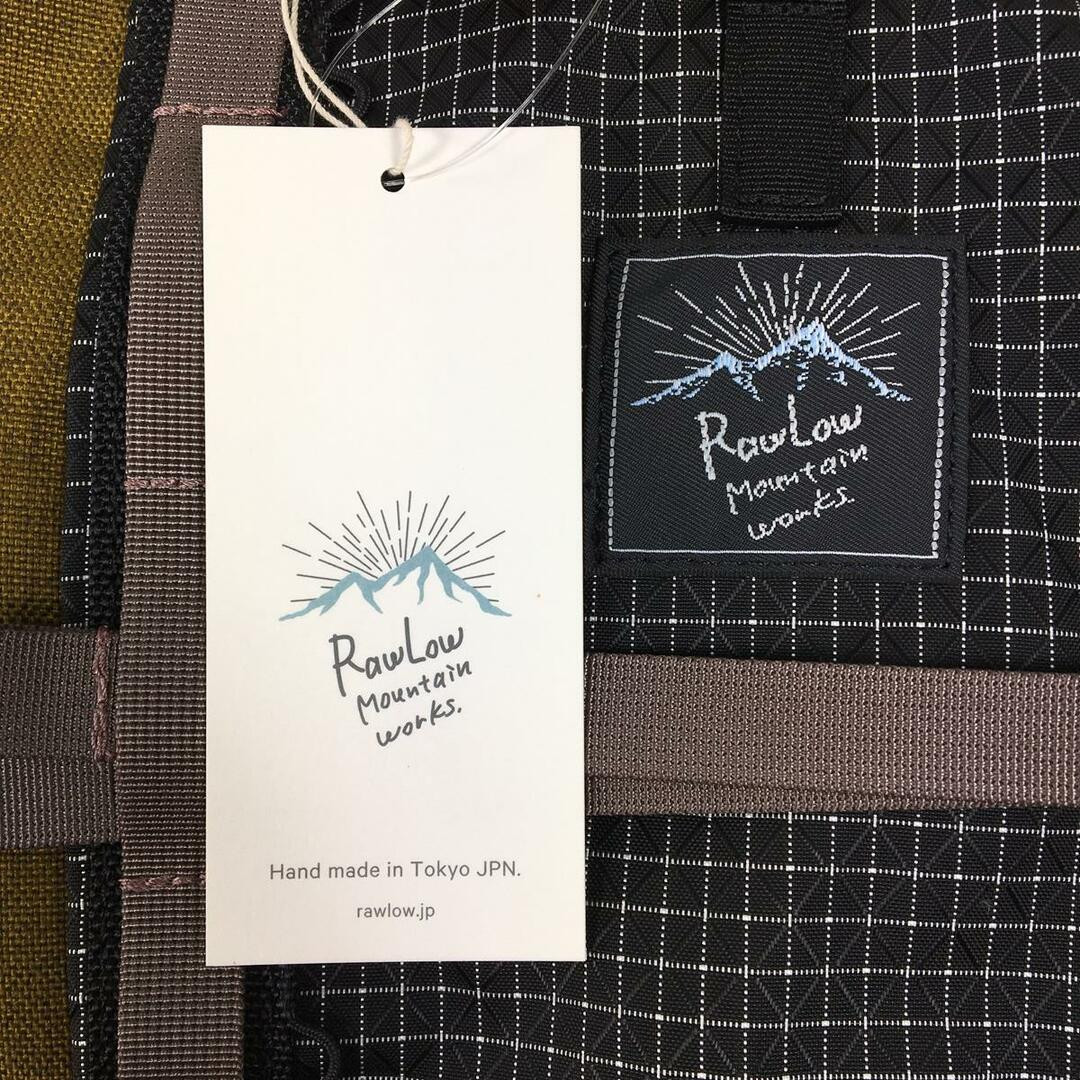 RawLow
Mountain
works.
Hand made in Tokyo JPN.
rawlow.jp
RawLow
Mountain
works.